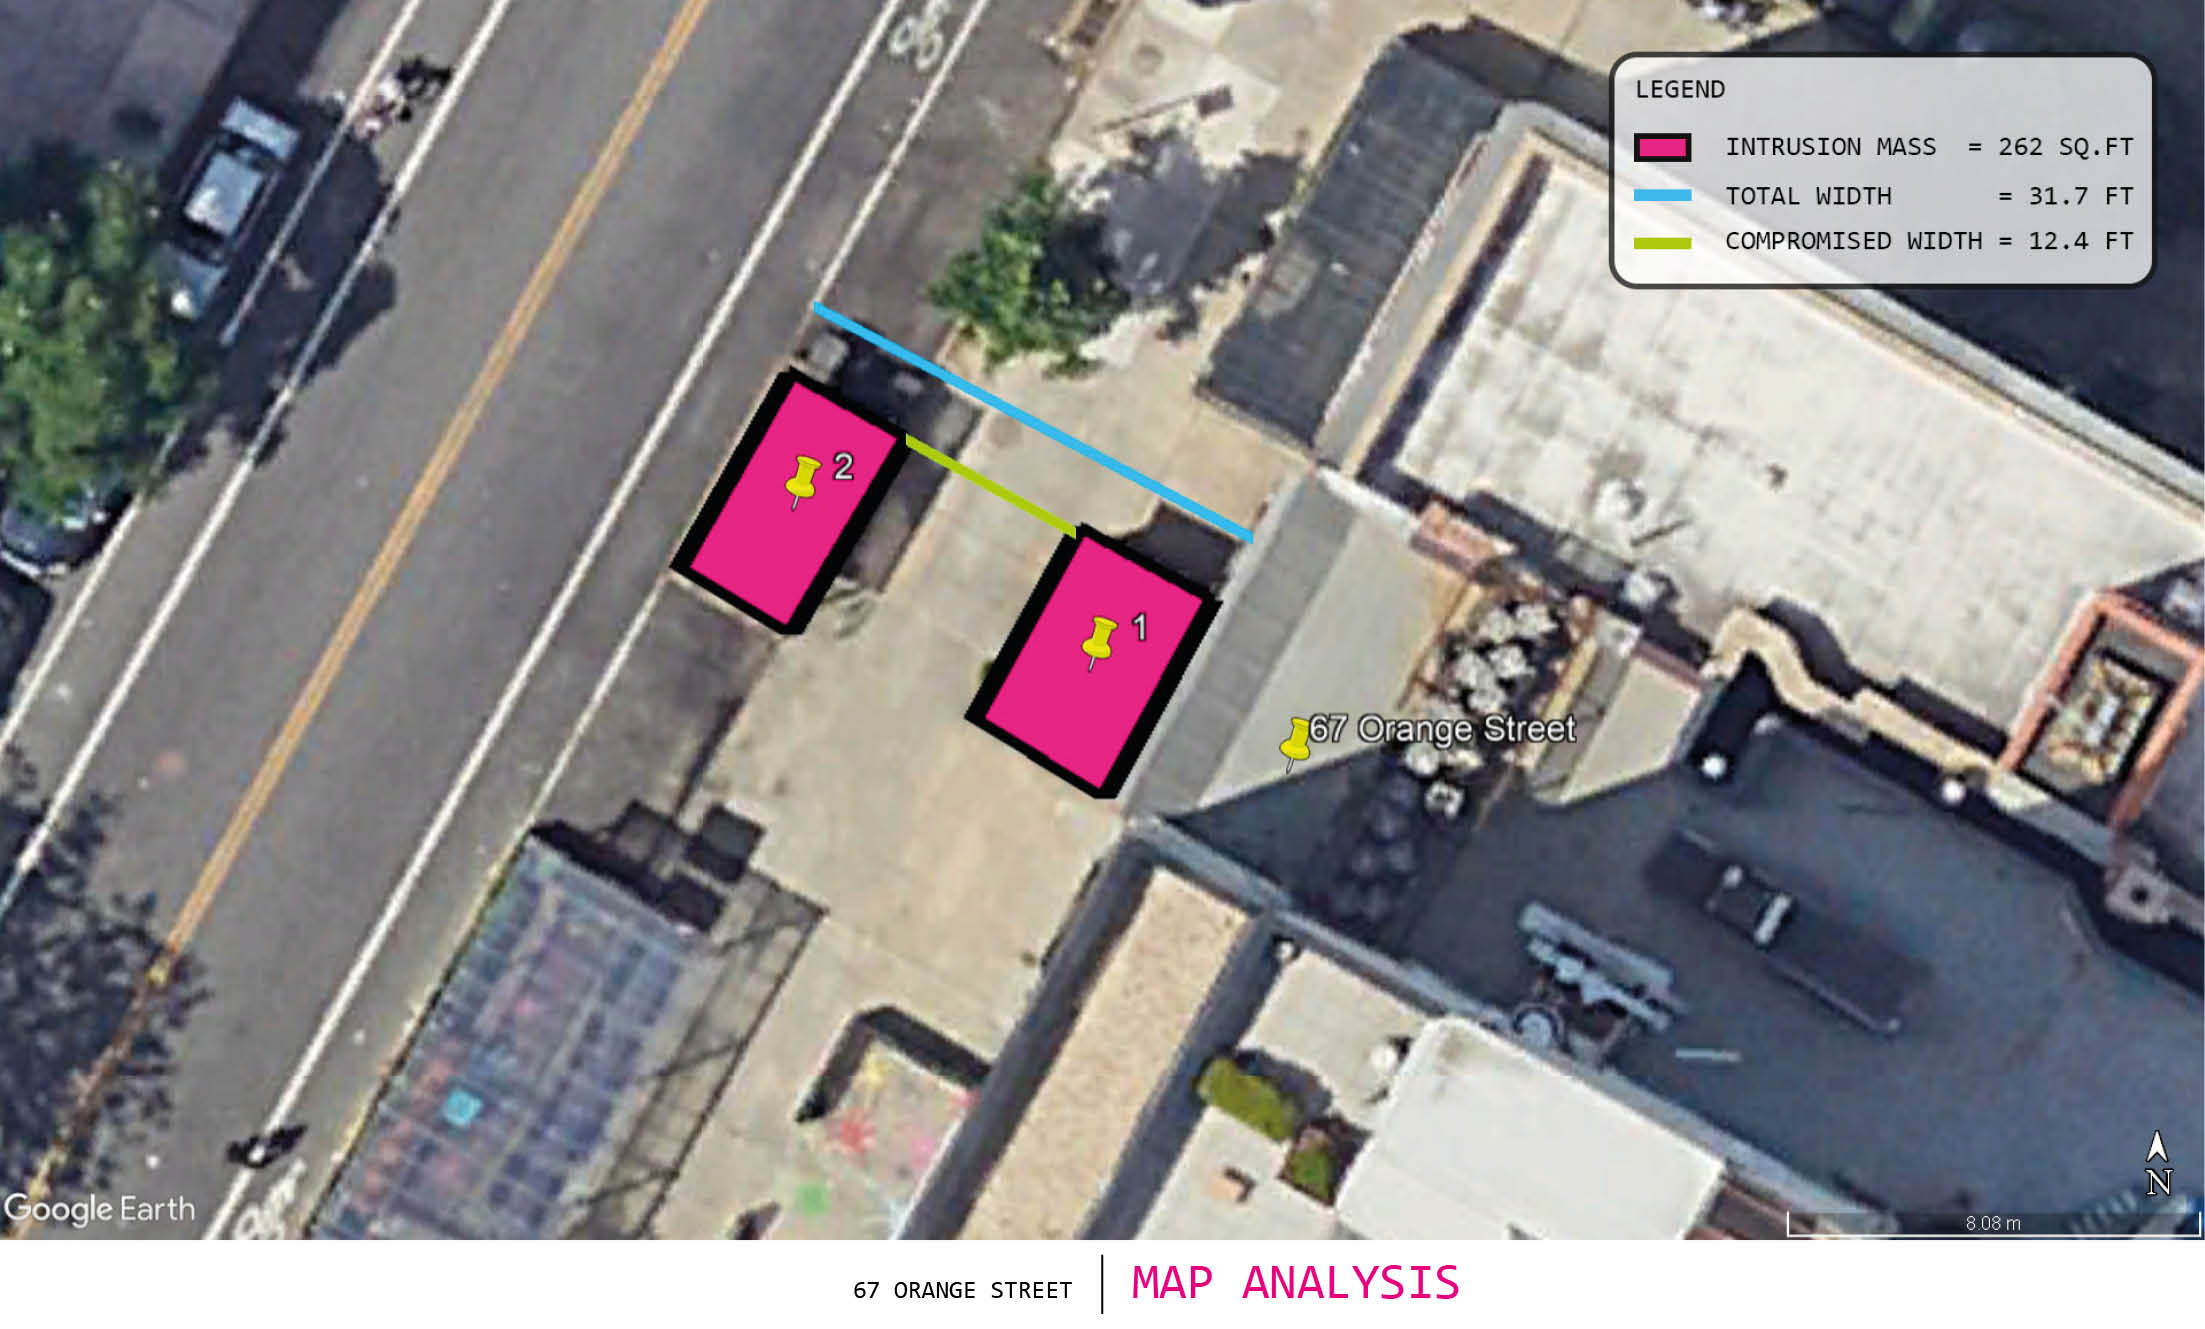 LEGEND
INTRUSION MASS = 262 SQ.FT
TOTAL WIDTH = 31.7 FT
COMPROMISED WIDTH = 12.4 FT
2
1
67 Orange Street
N
Google Earth
8.08 m
67 ORANGE STREET
MAP ANALYSIS